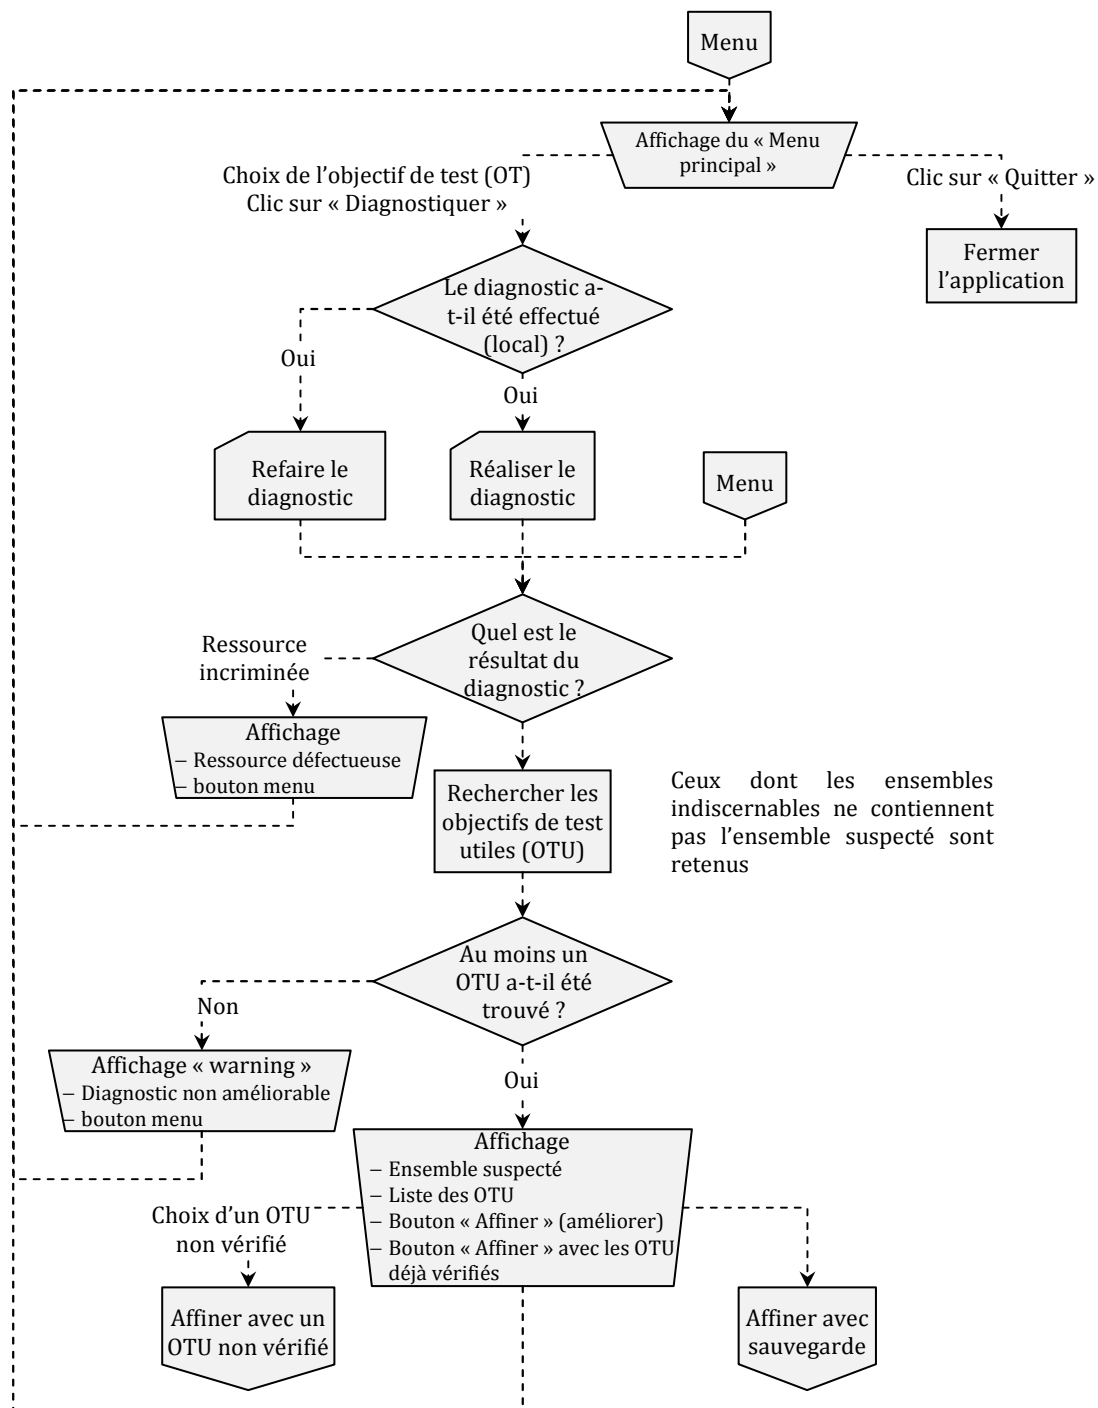 Menu
Affichage du « Menu
principal »
Choix de l'objectif de test (OT)
Clic sur « Diagnostiquer »
Clic sur « Quitter »
Fermer
l'application
Le diagnostic a-
t-il été effectué
(local) ?
Oui
Oui
Refaire le
diagnostic
Réaliser le
diagnostic
Menu
Quel est le
résultat du
diagnostic ?
Ressource
incriminée
Affichage
– Ressource défectueuse
– bouton menu
Rechercher les
objectifs de test
utiles (OTU)
Ceux dont les ensembles
indiscernables ne contiennent
pas l'ensemble suspecté sont
retenus
Au moins un
OTU a-t-il été
trouvé ?
Non
Affichage « warning »
– Diagnostic non améliorable
– bouton menu
Oui
Affichage
– Ensemble suspecté
– Liste des OTU
– Bouton « Affiner » (améliorer)
– Bouton « Affiner » avec les OTU
déjà vérifiés
Choix d'un OTU
non vérifié
Affiner avec un
OTU non vérifié
Affiner avec
sauvegarde